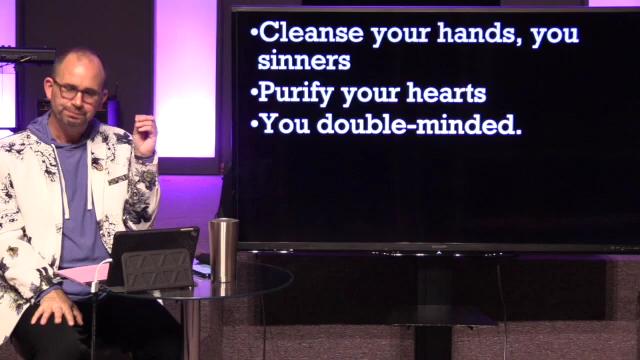 •Cleanse your hands, you
sinners
•Purify your hearts
•You double-minded.